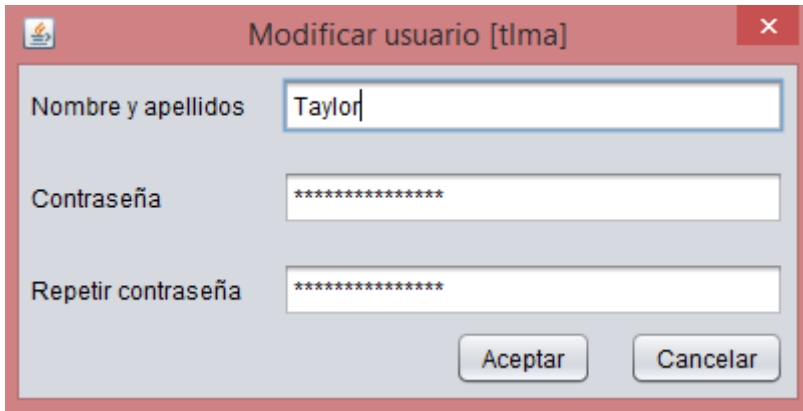 Modificar usuario [tlma]
Nombre y apellidos Taylor
Contraseña ***************
Repetir contraseña ***************
Aceptar Cancelar